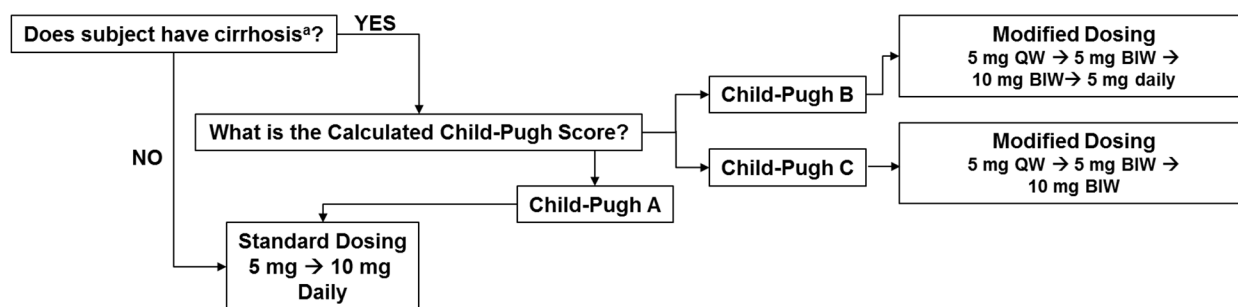 Does subject have cirrhosisᵃ?
YES
What is the Calculated Child-Pugh Score?
NO
Child-Pugh A
Standard Dosing
5 mg → 10 mg
Daily
Child-Pugh B
Modified Dosing
5 mg QW → 5 mg BIW →
10 mg BIW→ 5 mg daily
Child-Pugh C
Modified Dosing
5 mg QW → 5 mg BIW →
10 mg BIW